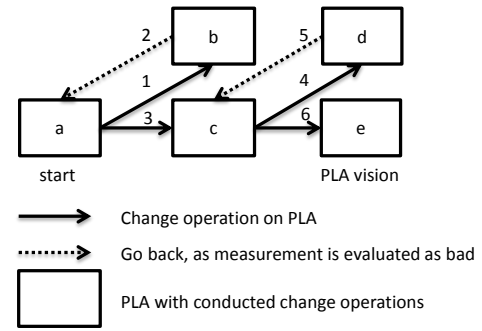 2 b 5 d
1 4
a 3 c 6 e
start PLA vision
Change operation on PLA
Go back, as measurement is evaluated as bad
PLA with conducted change operations